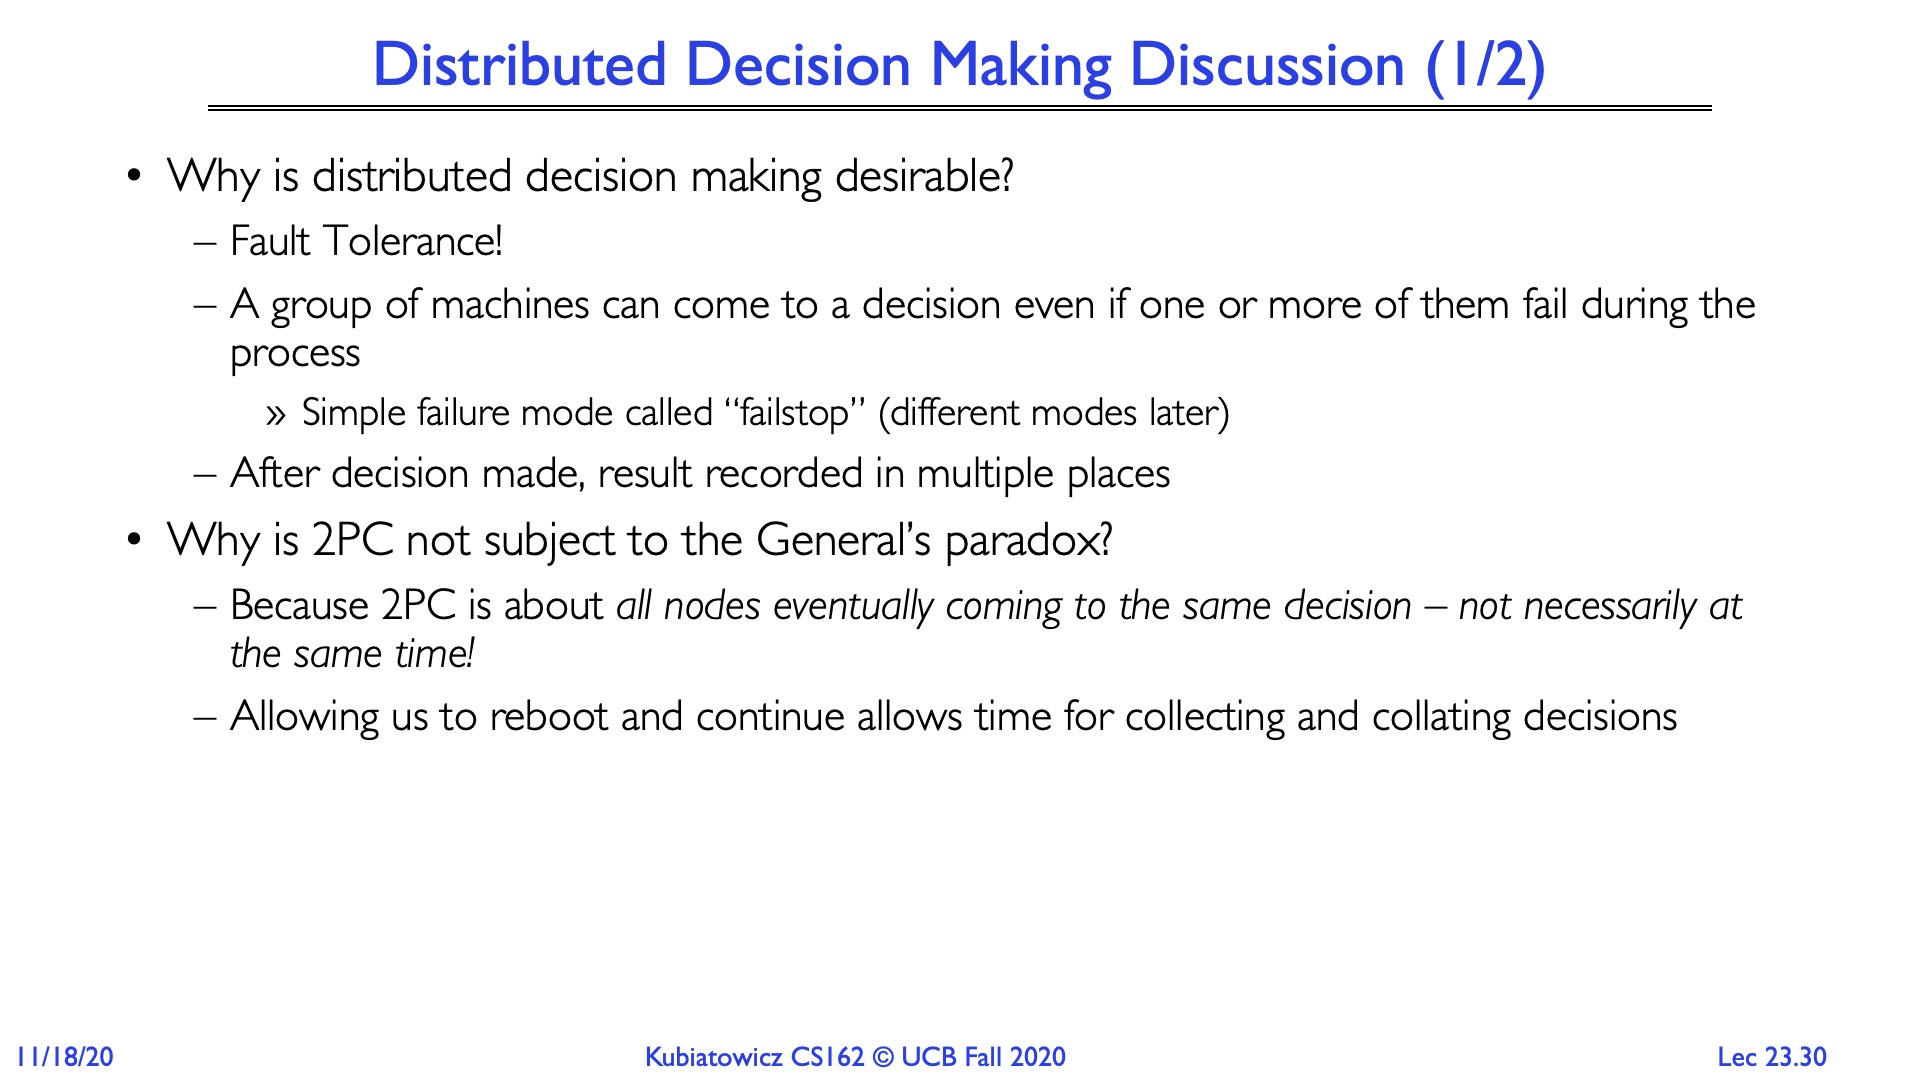 Distributed Decision Making Discussion (1/2)
• Why is distributed decision making desirable?
– Fault Tolerance!
– A group of machines can come to a decision even if one or more of them fail during the
process
» Simple failure mode called “failstop” (different modes later)
– After decision made, result recorded in multiple places
• Why is 2PC not subject to the General’s paradox?
– Because 2PC is about all nodes eventually coming to the same decision – not necessarily at
the same time!
– Allowing us to reboot and continue allows time for collecting and collating decisions
11/18/20
Kubiatowicz CS162 © UCB Fall 2020
Lec 23.30